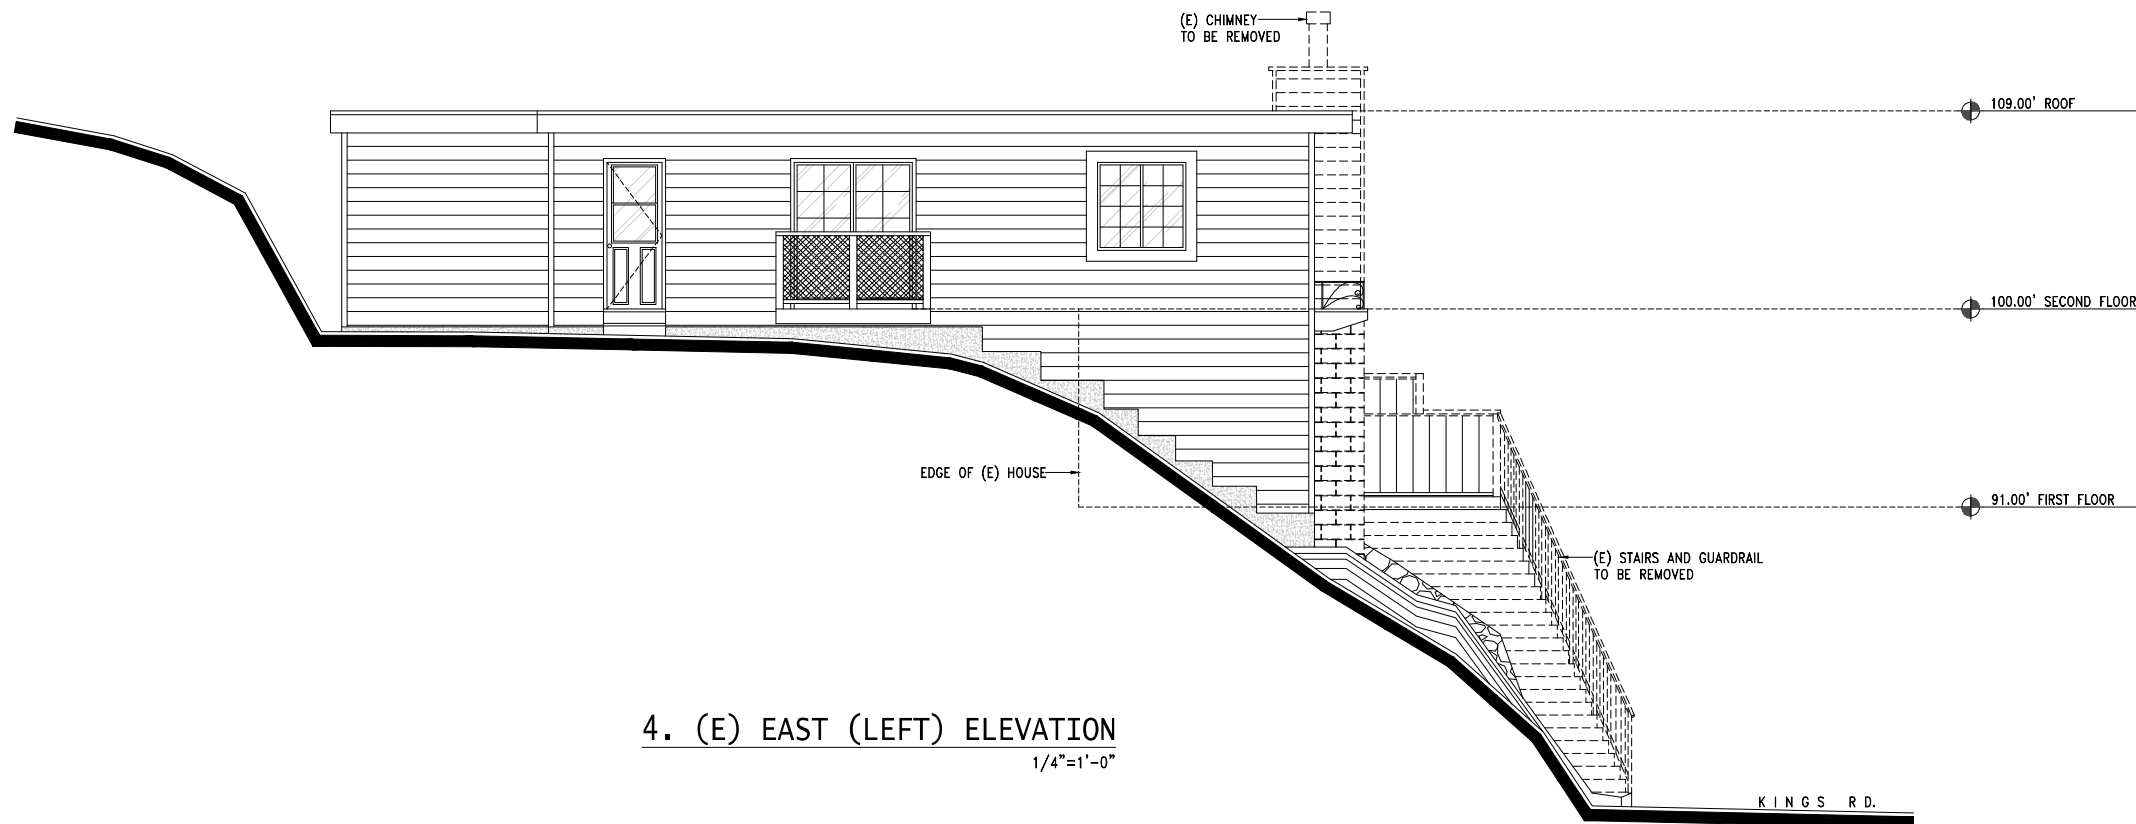 (E) CHIMNEY
TO BE REMOVED
109.00' ROOF
100.00' SECOND FLOOR
EDGE OF (E) HOUSE
91.00' FIRST FLOOR
(E) STAIRS AND GUARDRAIL
TO BE REMOVED
4. (E) EAST (LEFT) ELEVATION
1/4"=1'-0"
KINGS RD.